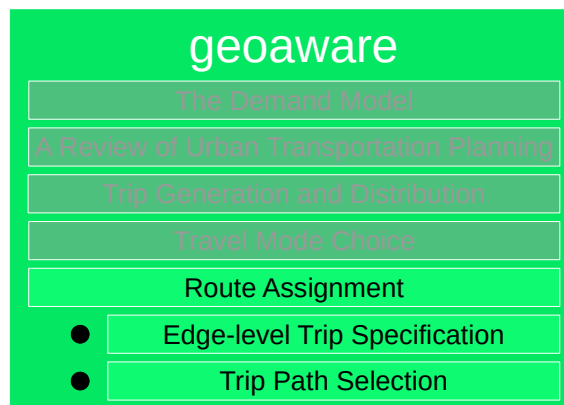 geoaware
The Demand Model
A Review of Urban Transportation Planning
Trip Generation and Distribution
Travel Mode Choice
Route Assignment
Edge-level Trip Specification
Trip Path Selection